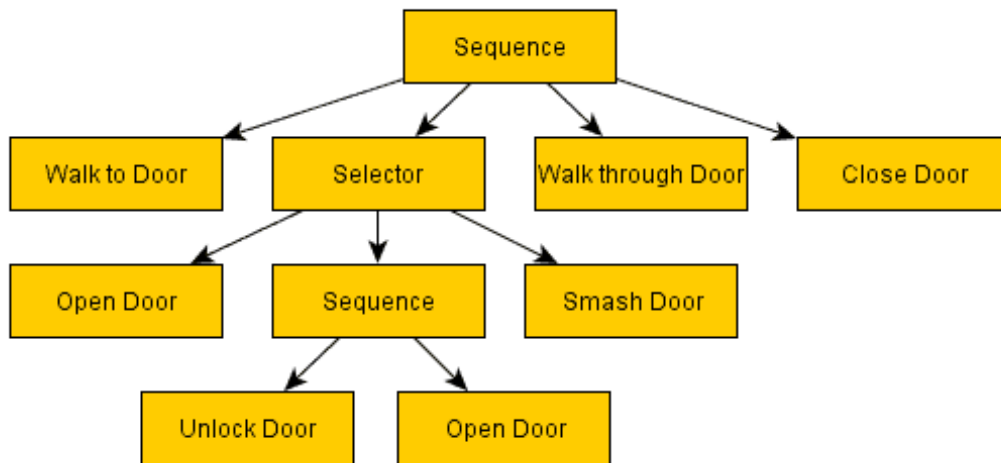 Sequence
Walk to Door
Selector
Walk through Door
Close Door
Open Door
Sequence
Smash Door
Unlock Door
Open Door